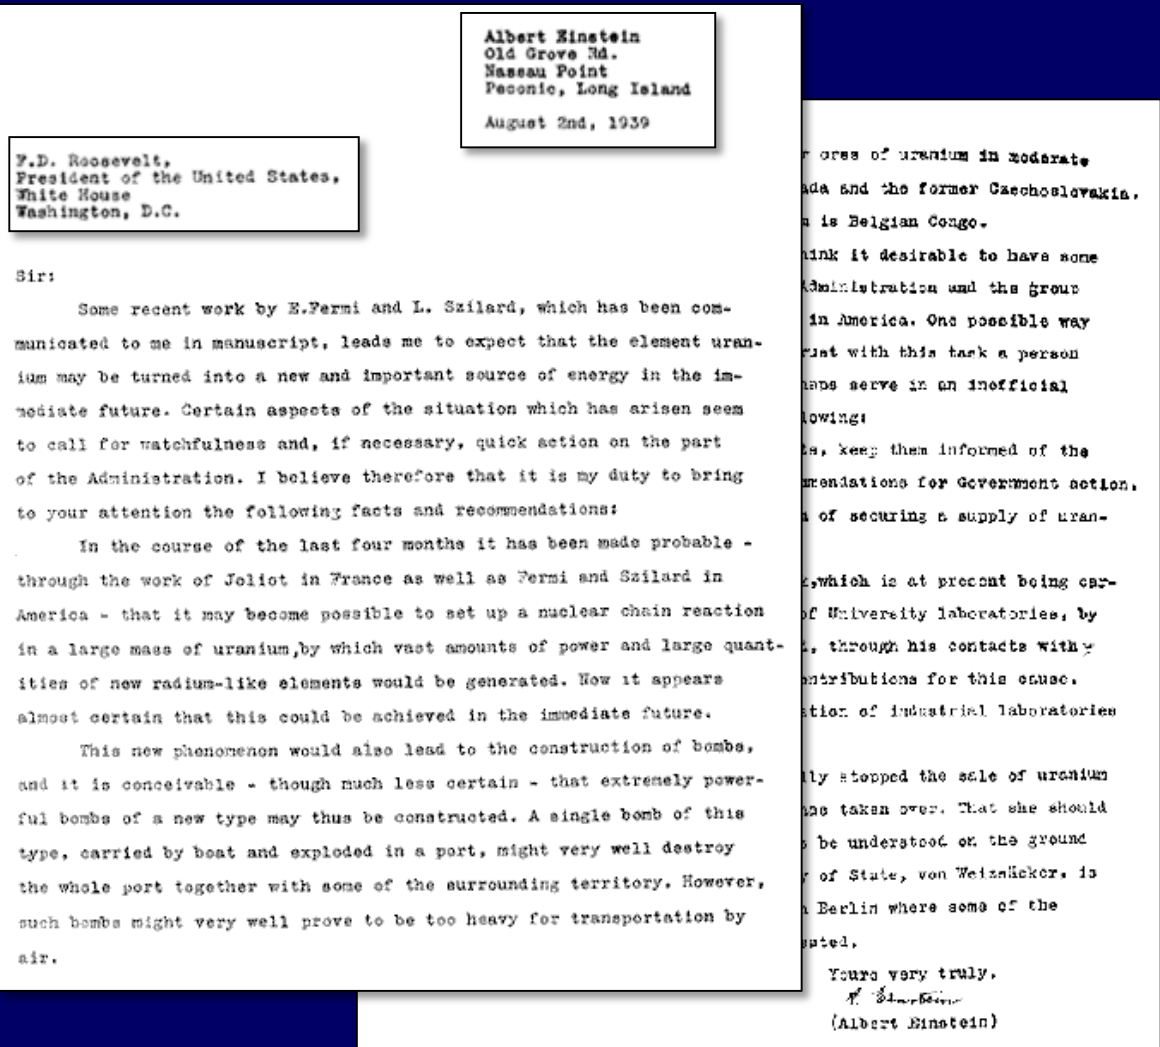 Albert Einstein
Old Grove Rd.
Nassau Point
Peconic, Long Island
August 2nd, 1939
F.D. Roosevelt,
President of the United States,
White House
Washington, D.C.
Sir:
Some recent work by E.Fermi and L. Szilard, which has been com-
municated to me in manuscript, leads me to expect that the element uran-
ium may be turned into a new and important source of energy in the im-
mediate future. Certain aspects of the situation which has arisen seem
to call for watchfulness and, if necessary, quick action on the part
of the Administration. I believe therefore that it is my duty to bring
to your attention the following facts and recommendations:
In the course of the last four months it has been made probable -
through the work of Joliot in France as well as Fermi and Szilard in
America - that it may become possible to set up a nuclear chain reaction
in a large mass of uranium,by which vast amounts of power and large quant-
ities of new radium-like elements would be generated. Now it appears
almost certain that this could be achieved in the immediate future.
This new phenomenon would also lead to the construction of bombs,
and it is conceivable - though much less certain - that extremely power-
ful bombs of a new type may thus be constructed. A single bomb of this
type, carried by boat and exploded in a port, might very well destroy
the whole port together with some of the surrounding territory. However,
such bombs might very well prove to be too heavy for transportation by
air.
r ores of uranium in moderate
ada and the former Czechoslovakia,
is Belgian Congo.
hink it desirable to have some
Administration and the group
in America. One possible way
rust with this task a person
haps serve in an inofficial
lowing:
ts, keep them informed of the
mmendations for Government action,
of securing a supply of uran-
k,which is at present being car-
of University laboratories, by
, through his contacts with
ontributions for this cause,
ation of industrial laboratories
lly stopped the sale of uranium
has taken over. That she should
be understood on the ground
y of State, von Weizsäcker, is
n Berlin where some of the
eated.
Yours very truly,
A. Einstein
(Albert Einstein)